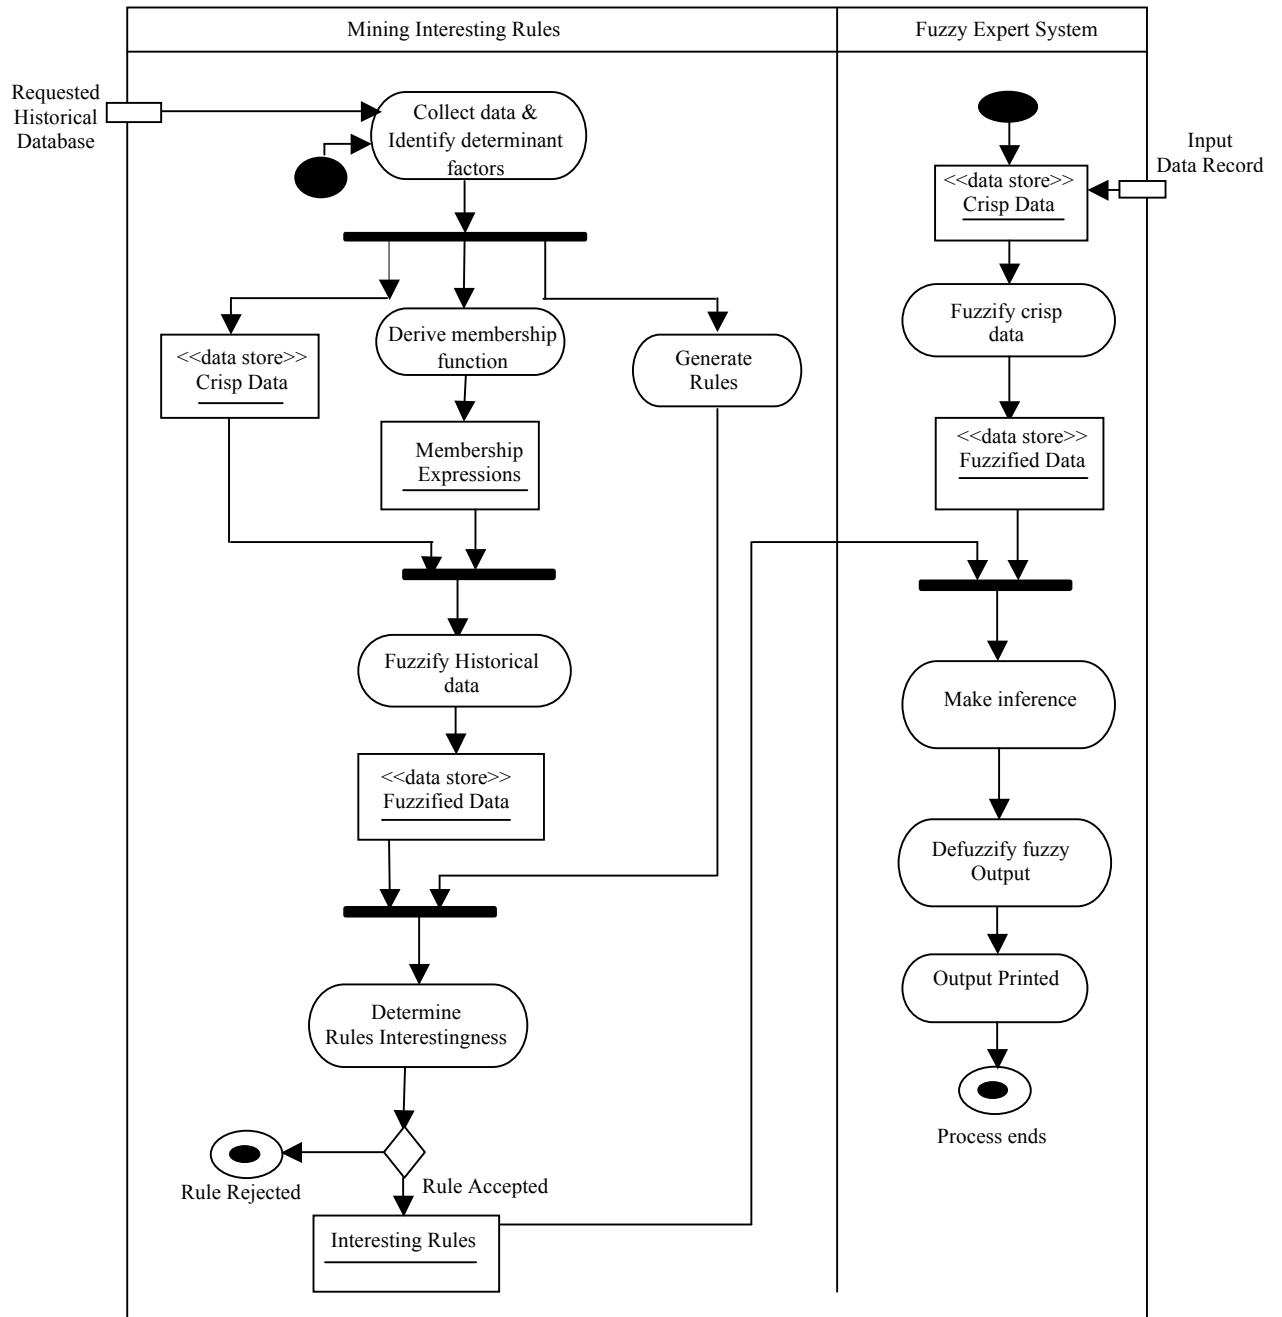 Mining Interesting Rules
Fuzzy Expert System
Requested
Historical
Database
Collect data &
Identify determinant
factors
Input
Data Record
<<data store>>
Crisp Data
Fuzzify crisp
data
<<data store>>
Crisp Data
Derive membership
function
Generate
Rules
Membership
Expressions
<<data store>>
Fuzzified Data
Fuzzify Historical
data
Make inference
<<data store>>
Fuzzified Data
Defuzzify fuzzy
Output
Output Printed
Determine
Rules Interestingness
Process ends
Rule Rejected
Rule Accepted
Interesting Rules